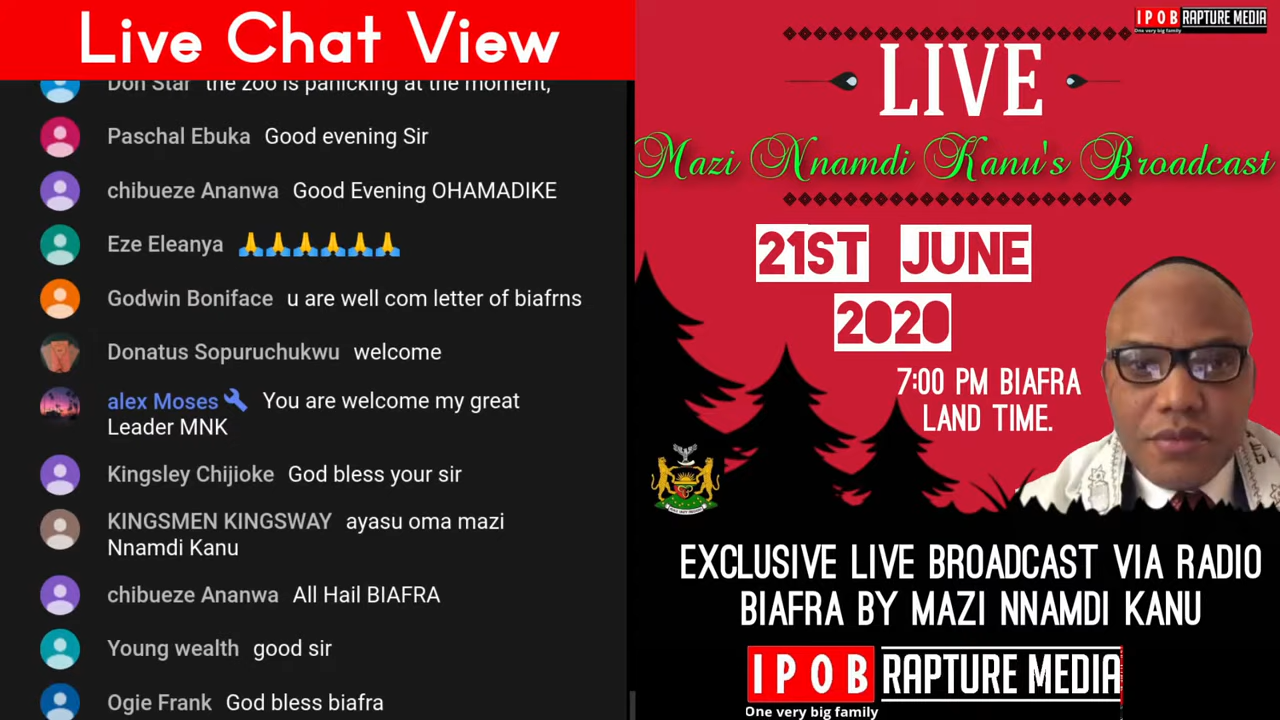 Live Chat View
Don Star the zoo is panicking at the moment,
Paschal Ebuka Good evening Sir
chibueze Ananwa Good Evening OHAMADIKE
Eze Eleanya 🙏🙏🙏🙏🙏🙏
Godwin Boniface u are well com letter of biafrns
Donatus Sopuruchukwu welcome
alex Moses You are welcome my great
Leader MNK
Kingsley Chijioke God bless your sir
KINGSMEN KINGSWAY ayasu oma mazi
Nnamdi Kanu
chibueze Ananwa All Hail BIAFRA
Young wealth good sir
Ogie Frank God bless biafra
IPOB RAPTURE MEDIA
One very big family
LIVE
Mazi Nnamdi Kanu's Broadcast
21ST JUNE
2020
7:00 PM BIAFRA
LAND TIME.
EXCLUSIVE LIVE BROADCAST VIA RADIO
BIAFRA BY MAZI NNAMDI KANU
IPOB RAPTURE MEDIA
One very big family